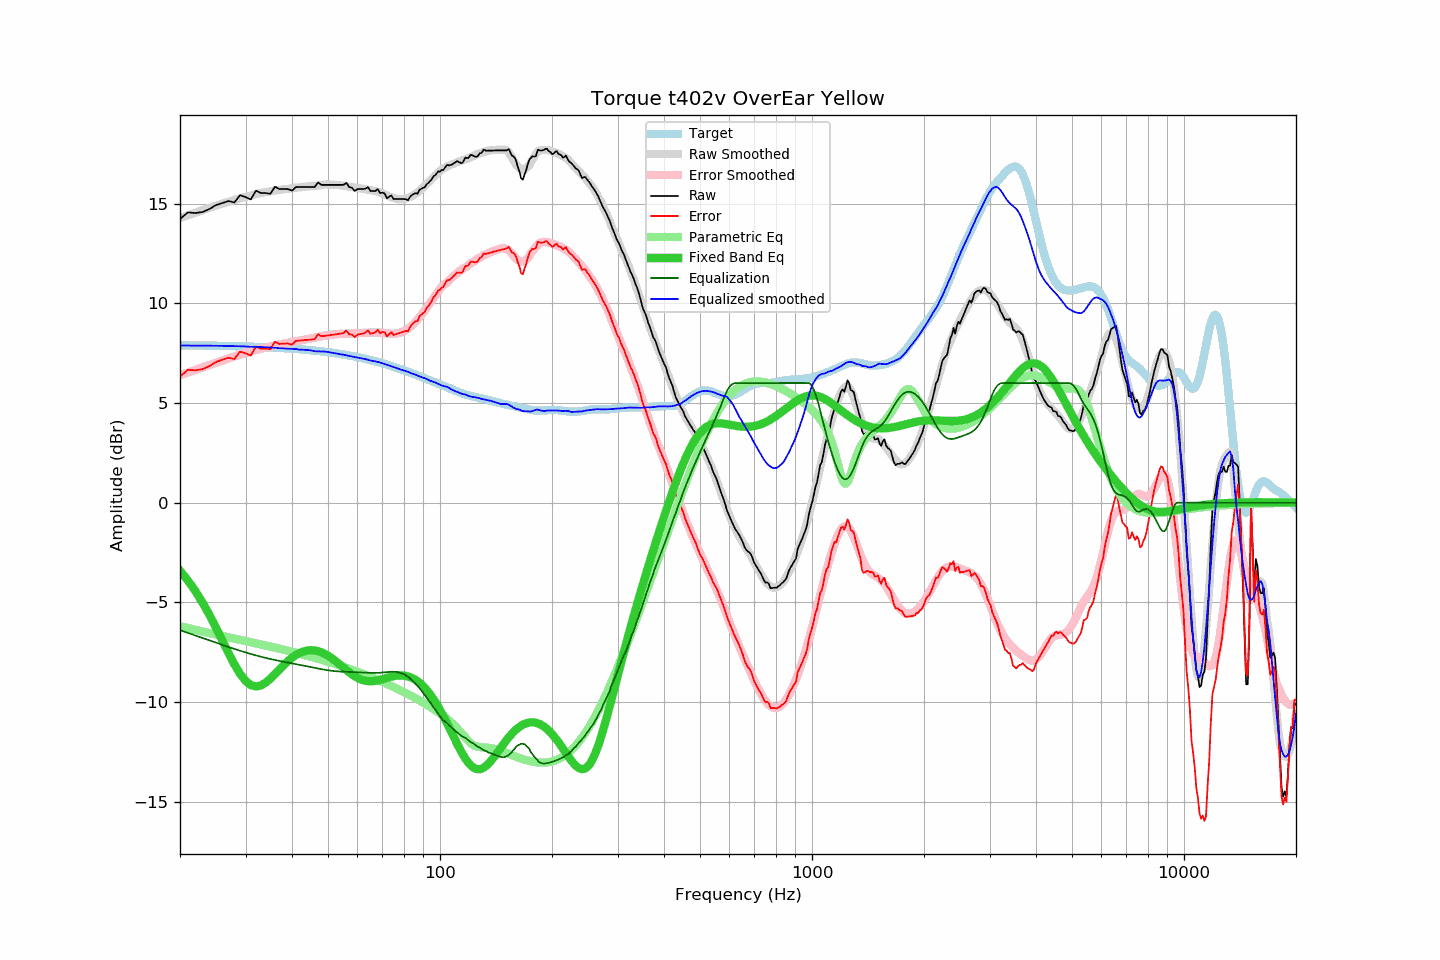 Torque t402v OverEar Yellow
Target
Raw Smoothed
Error Smoothed
Raw
Error
Parametric Eq
Fixed Band Eq
Equalization
Equalized smoothed
15
10
5
0
−5
−10
−15
Amplitude (dBr)
100
1000
10000
Frequency (Hz)